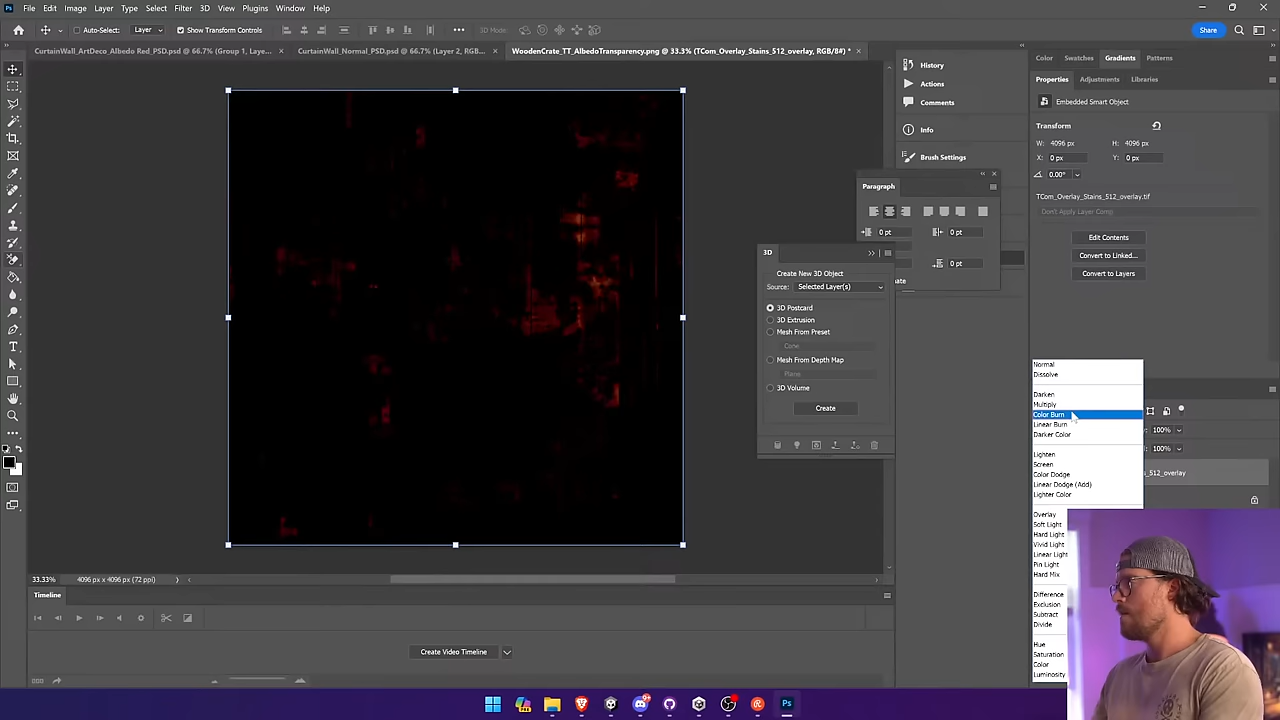 File Edit Image Layer Type Select Filter 3D View Plugins Window Help
Auto-Select: Layer Show Transform Controls 3D Mode: Share
CurtainWall_ArtDeco_Albedo Red_PSD.psd @ 66.7% (Group 1, Laye...
CurtainWall_Normal_PSD.psd @ 66.7% (Layer 2, RGB...
WoodenCrate_TT_AlbedoTransparency.png @ 33.3% (TCom_Overlay_Stains_512_overlay, RGB/8#) *
History
Actions
Comments
Info
Brush Settings
Paragraph
0 pt 0 pt
0 pt
3D
Create New 3D Object
Source: Selected Layer(s)
3D Postcard
3D Extrusion
Mesh From Preset
Cone
Mesh From Depth Map
Plane
3D Volume
Create
Color Swatches Gradients Patterns
Properties Adjustments Libraries
Embedded Smart Object
Transform
W: 4096 px H: 4096 px
X: 0 px Y: 0 px
0.00°
TCom_Overlay_Stains_512_overlay.tif
Don't Apply Layer Comp
Edit Contents
Convert to Linked...
Convert to Layers
Normal
Dissolve
Darken
Multiply
Color Burn
Linear Burn
Darker Color
Lighten
Screen
Color Dodge
Linear Dodge (Add)
Lighter Color
Overlay
Soft Light
Hard Light
Vivid Light
Linear Light
Pin Light
Hard Mix
Difference
Exclusion
Subtract
Divide
Hue
Saturation
Color
Luminosity
100%
100%
s_512_overlay
33.33% 4096 px x 4096 px (72 ppi)
Timeline
Create Video Timeline
Ps